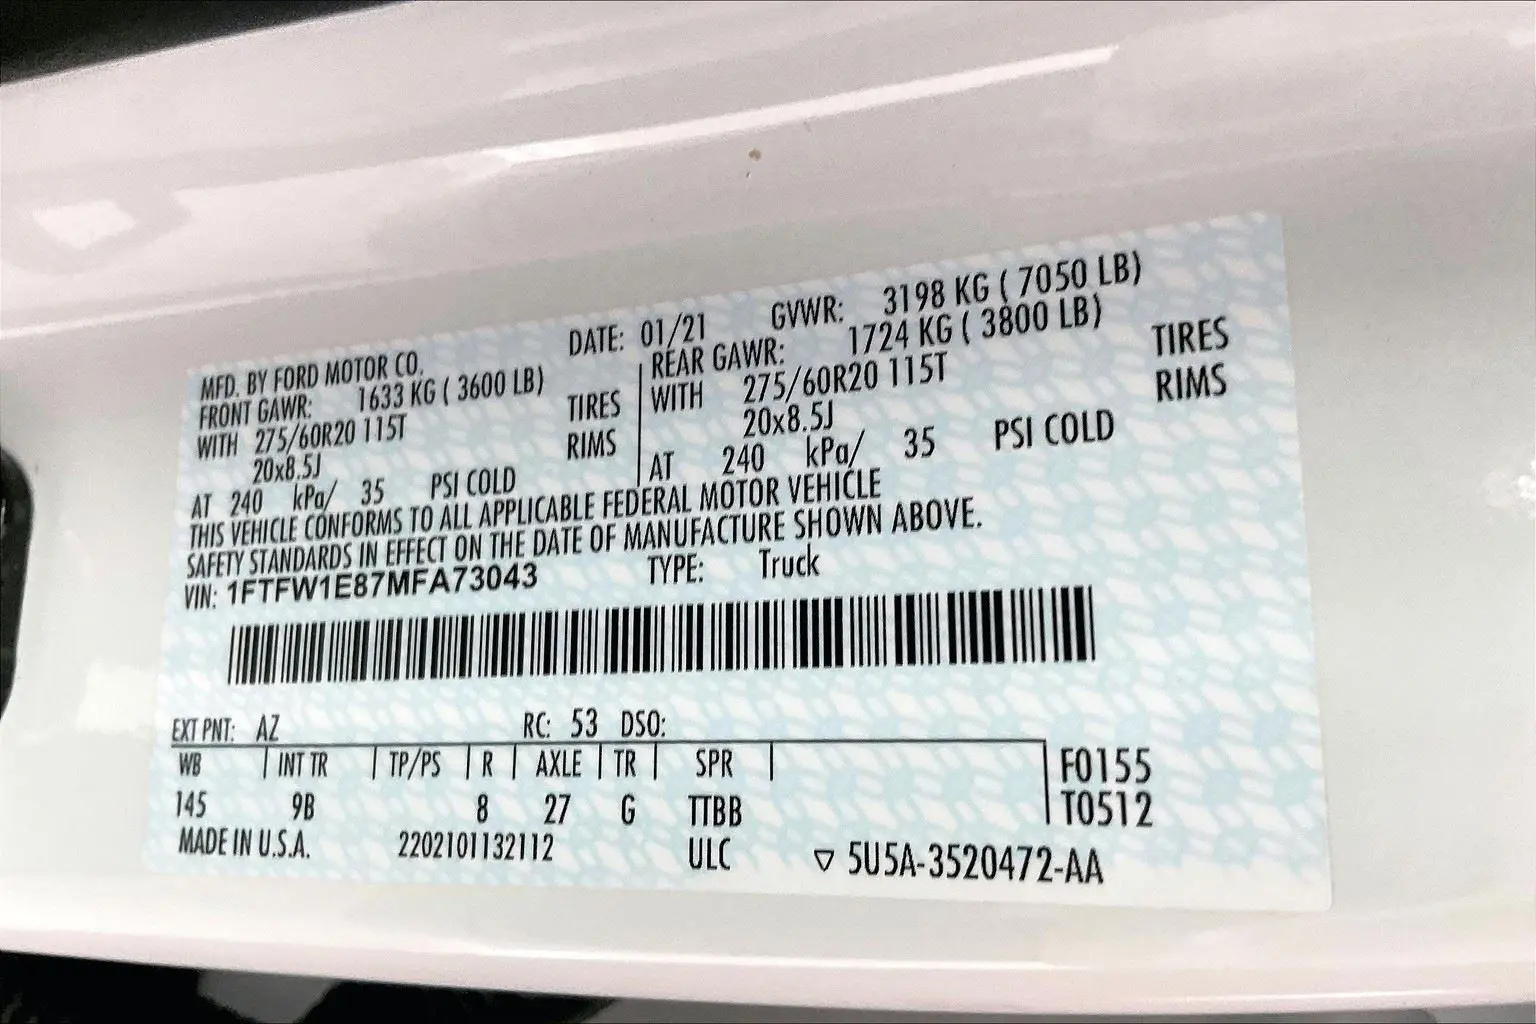 MFD. BY FORD MOTOR CO. DATE: 01/21 GVWR: 3198 KG ( 7050 LB)
FRONT GAWR: 1633 KG ( 3600 LB) REAR GAWR: 1724 KG ( 3800 LB)
WITH 275/60R20 115T TIRES WITH 275/60R20 115T TIRES
20x8.5J RIMS 20x8.5J RIMS
AT 240 kPa/ 35 PSI COLD AT 240 kPa/ 35 PSI COLD
THIS VEHICLE CONFORMS TO ALL APPLICABLE FEDERAL MOTOR VEHICLE
SAFETY STANDARDS IN EFFECT ON THE DATE OF MANUFACTURE SHOWN ABOVE.
VIN: 1FTFW1E87MFA73043 TYPE: Truck
EXT PNT: AZ RC: 53 DSO:
WB INT TR TP/PS R AXLE TR SPR F0155
145 9B 8 27 G TTBB T0512
MADE IN U.S.A. 2202101132112 ULC ▽ 5U5A-3520472-AA